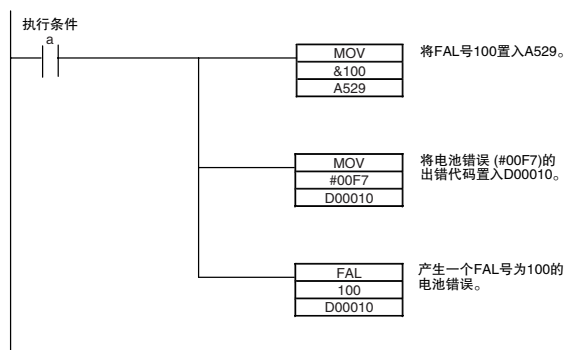 执行条件
a
MOV
&100
A529
将FAL号100置入A529。
MOV
#00F7
D00010
将电池错误 (#00F7)的
出错代码置入D00010。
FAL
100
D00010
产生一个FAL号为100的
电池错误。